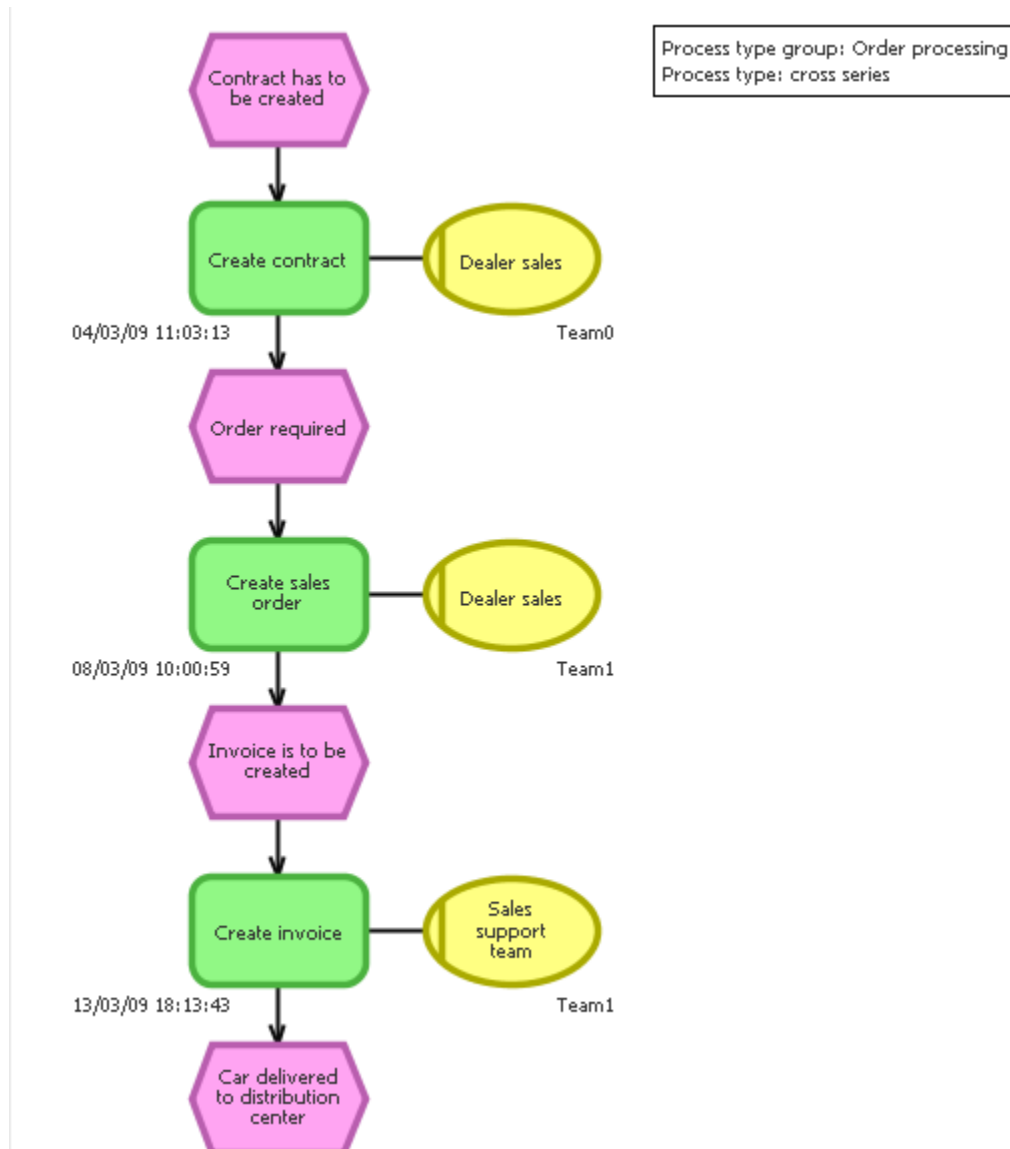 Process type group: Order processing
Process type: cross series
Contract has to
be created
Create contract
Dealer sales
04/03/09 11:03:13
Team0
Order required
Create sales
order
Dealer sales
08/03/09 10:00:59
Team1
Invoice is to be
created
Create invoice
Sales
support
team
13/03/09 18:13:43
Team1
Car delivered
to distribution
center